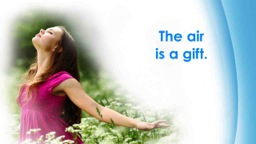 The air
is a gift.